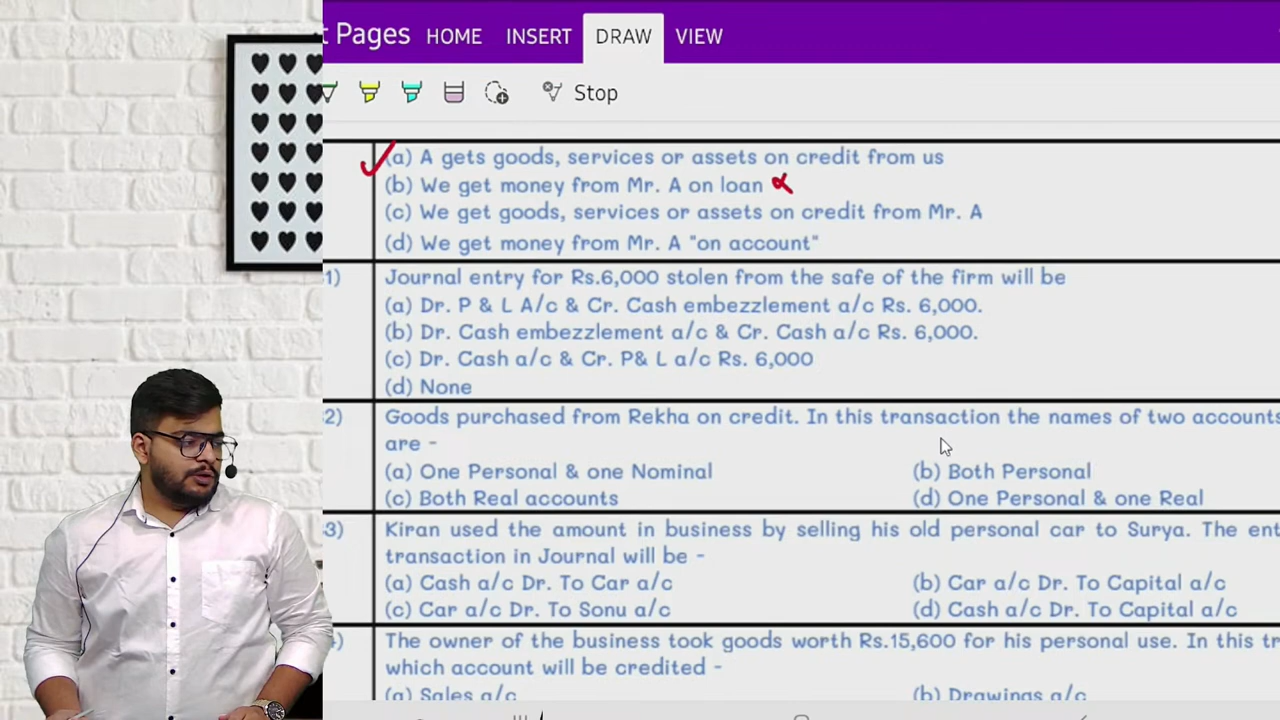 t Pages HOME INSERT DRAW VIEW
Stop
(a) A gets goods, services or assets on credit from us
(b) We get money from Mr. A on loan
(c) We get goods, services or assets on credit from Mr. A
(d) We get money from Mr. A "on account"
1) Journal entry for Rs.6,000 stolen from the safe of the firm will be
(a) Dr. P & L A/c & Cr. Cash embezzlement a/c Rs. 6,000.
(b) Dr. Cash embezzlement a/c & Cr. Cash a/c Rs. 6,000.
(c) Dr. Cash a/c & Cr. P& L a/c Rs. 6,000
(d) None
2) Goods purchased from Rekha on credit. In this transaction the names of two accounts
are -
(a) One Personal & one Nominal (b) Both Personal
(c) Both Real accounts (d) One Personal & one Real
3) Kiran used the amount in business by selling his old personal car to Surya. The ent
transaction in Journal will be -
(a) Cash a/c Dr. To Car a/c (b) Car a/c Dr. To Capital a/c
(c) Car a/c Dr. To Sonu a/c (d) Cash a/c Dr. To Capital a/c
4) The owner of the business took goods worth Rs.15,600 for his personal use. In this tr
which account will be credited -
(a) Sales a/c (b) Drawings a/c